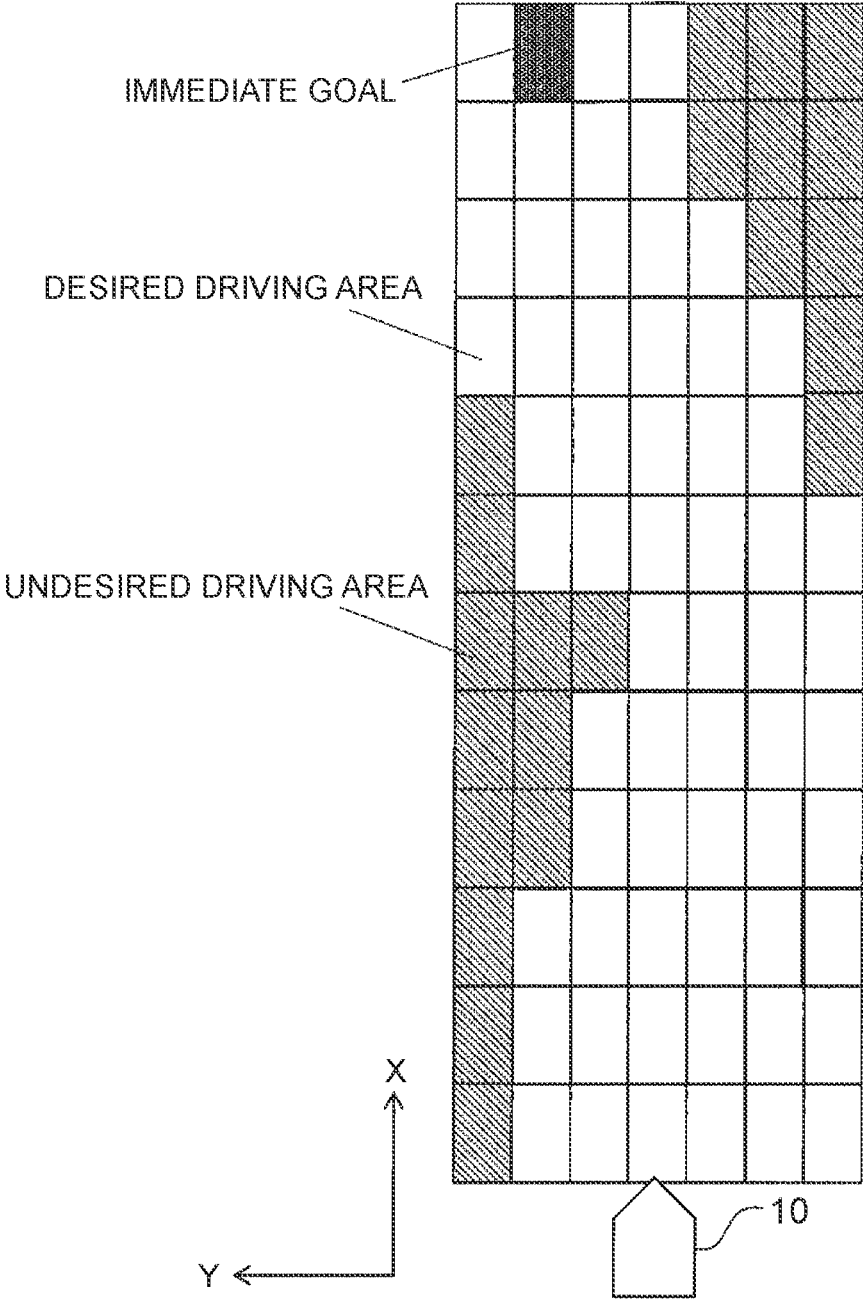 IMMEDIATE GOAL
DESIRED DRIVING AREA
UNDESIRED DRIVING AREA
X
10
Y